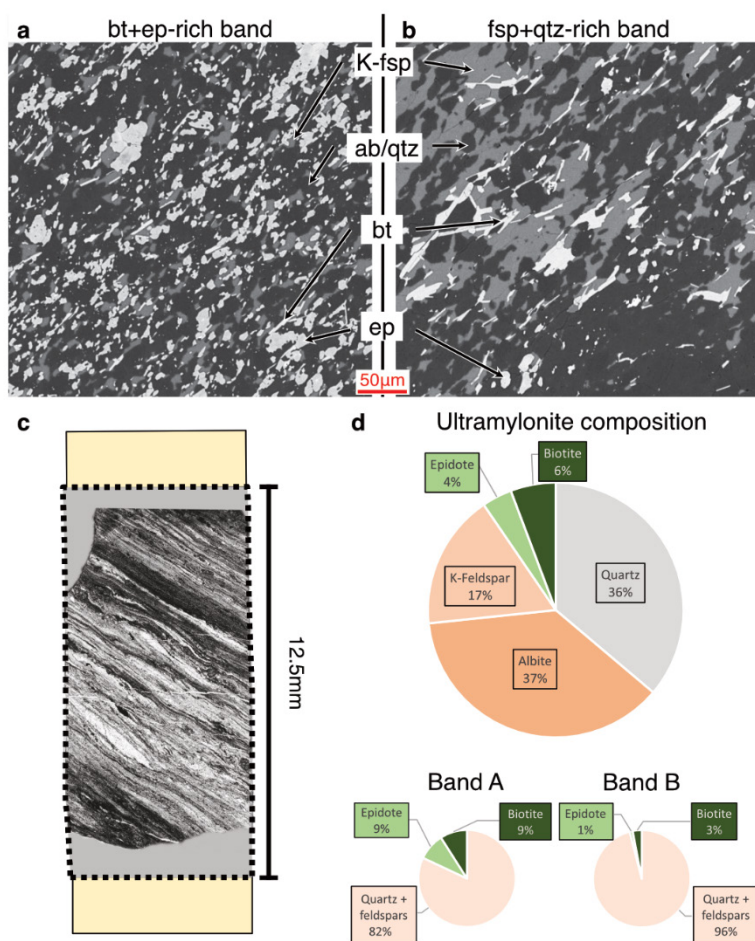 a
bt+ep-rich band
b
fsp+qtz-rich band
K-fsp
ab/qtz
bt
ep
50µm
c
12.5mm
d
Ultramylonite composition
Epidote
4%
Biotite
6%
K-Feldspar
17%
Quartz
36%
Albite
37%
Band A
Band B
Epidote
9%
Biotite
9%
Quartz +
feldspars
82%
Epidote
1%
Biotite
3%
Quartz +
feldspars
96%